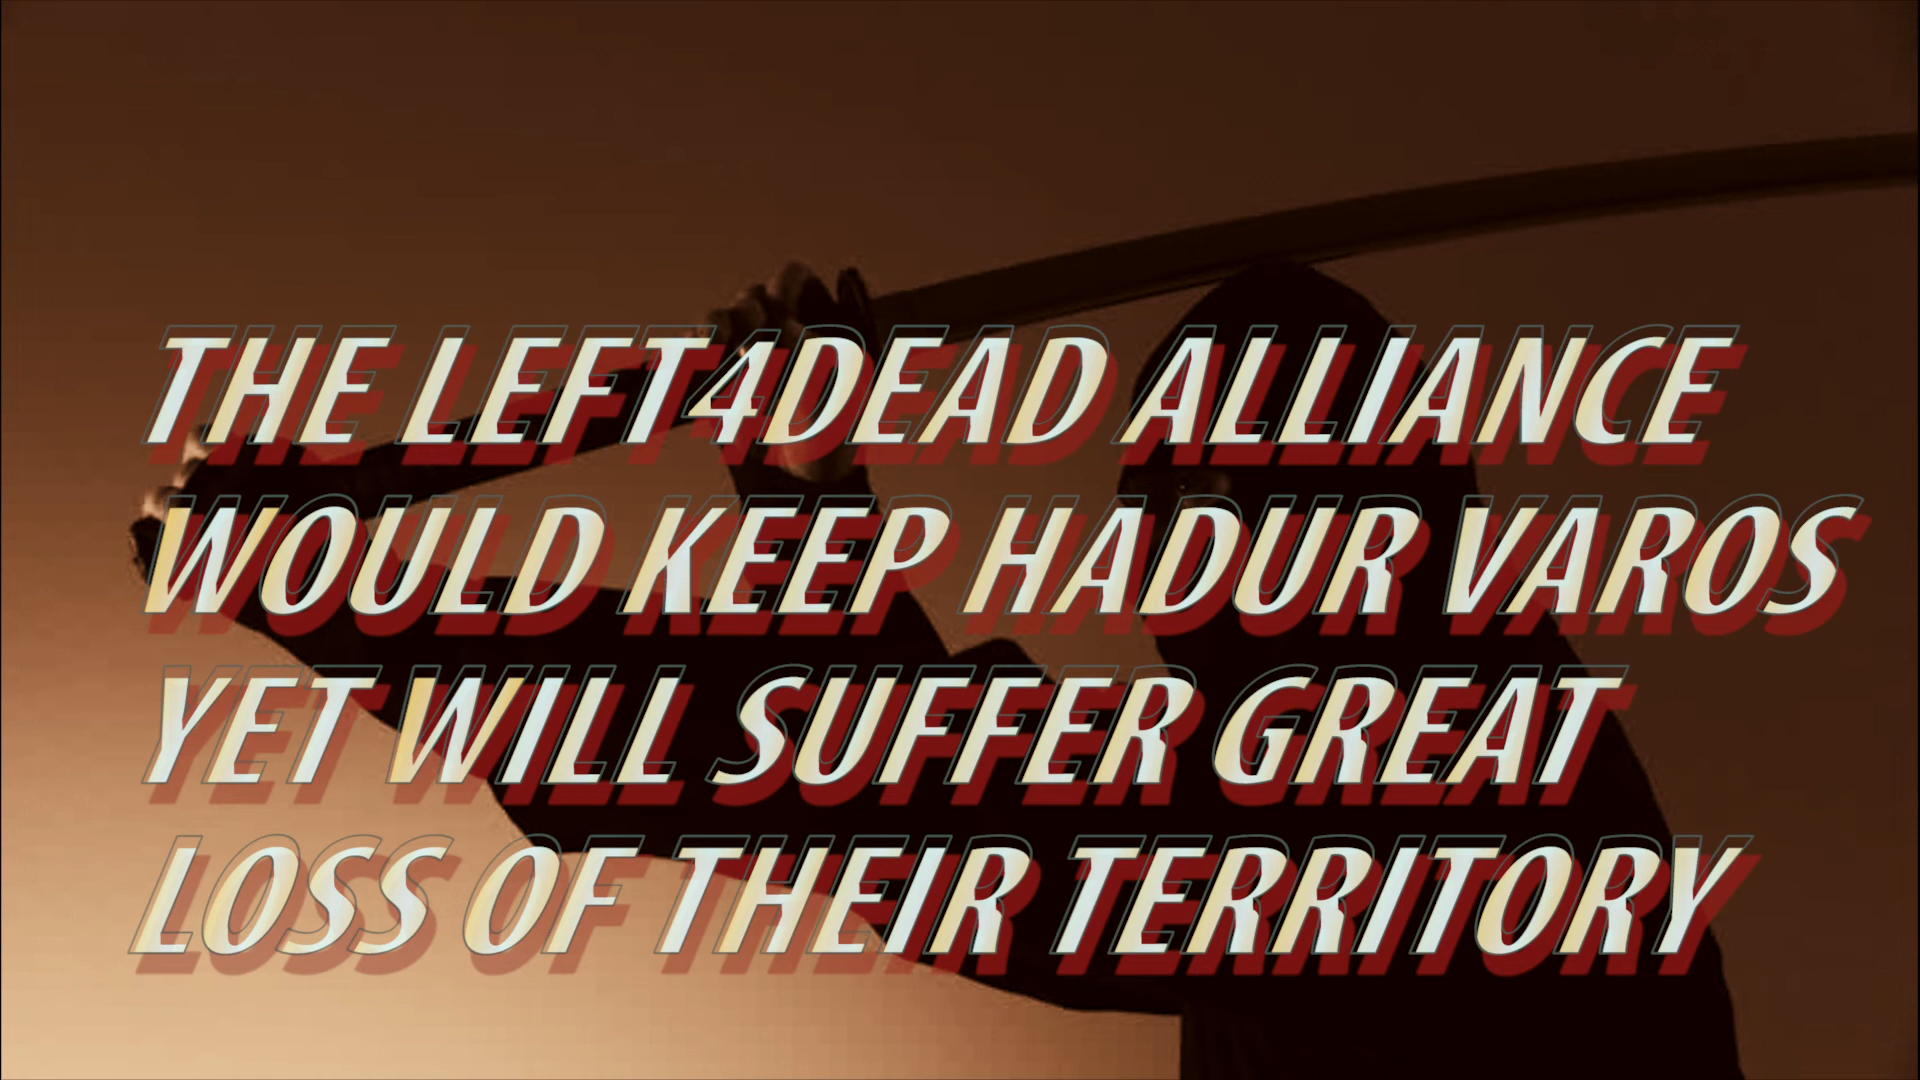 THE LEFT4DEAD ALLIANCE
WOULD KEEP HADUR VAROS
YET WILL SUFFER GREAT
LOSS OF THEIR TERRITORY